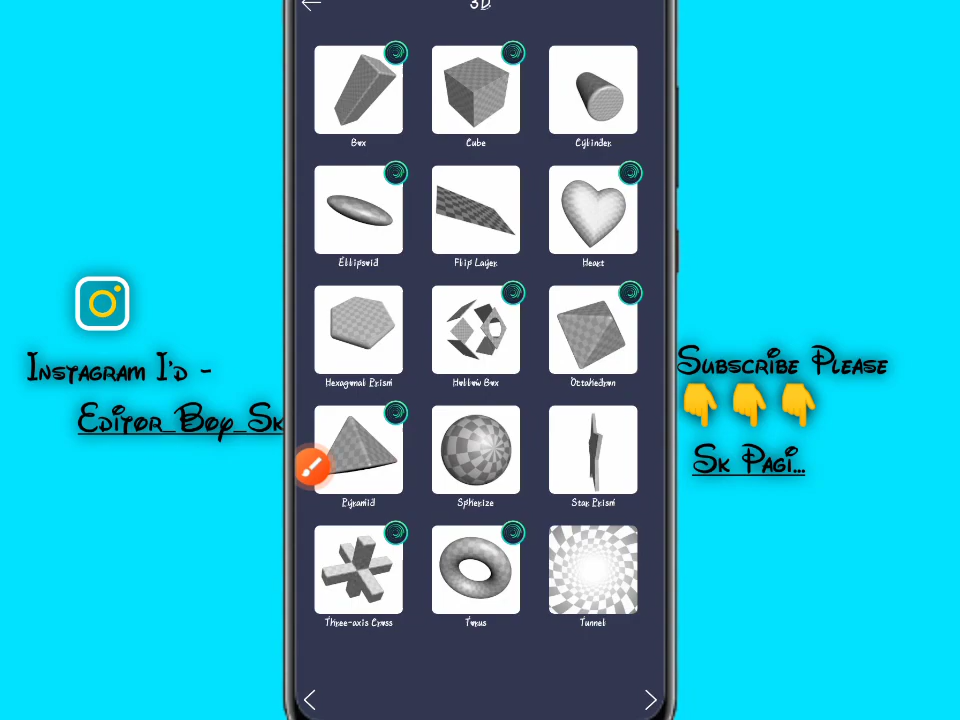 3D
Box
Cube
Cylinder
Ellipsoid
Flip Layer
Heart
Hexagonal Prism
Hollow Box
Octahedron
Pyramid
Spherize
Star Prism
Three-axis Cross
Torus
Tunnel
Instagram I'd -
Editor_Boy_Sk
Subscribe Please
👇👇👇
Sk Pagi...